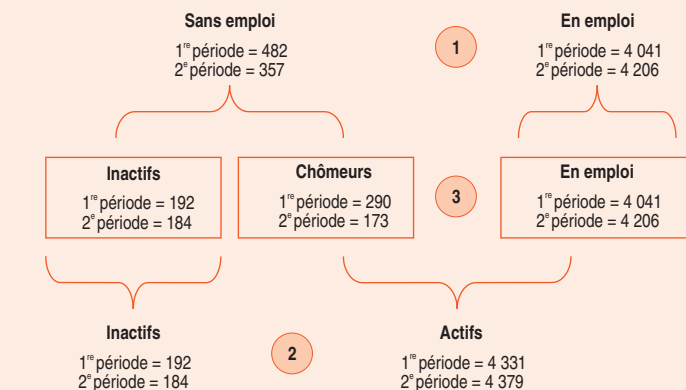 Sans emploi
1re période = 482
2e période = 357
1
En emploi
1re période = 4 041
2e période = 4 206
Inactifs
1re période = 192
2e période = 184
Chômeurs
1re période = 290
2e période = 173
3
En emploi
1re période = 4 041
2e période = 4 206
Inactifs
1re période = 192
2e période = 184
2
Actifs
1re période = 4 331
2e période = 4 379